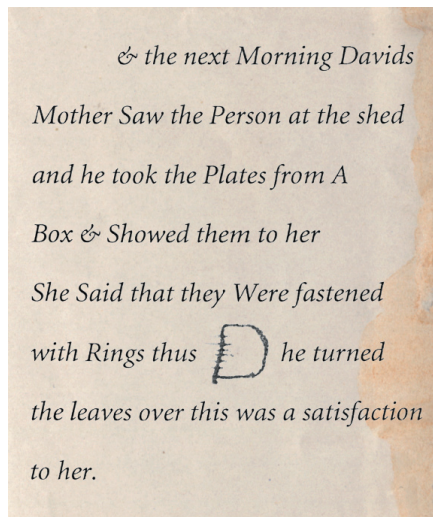 & the next Morning Davids
Mother Saw the Person at the shed
and he took the Plates from A
Box & Showed them to her
She Said that they Were fastened
with Rings thus D he turned
the leaves over this was a satisfaction
to her.